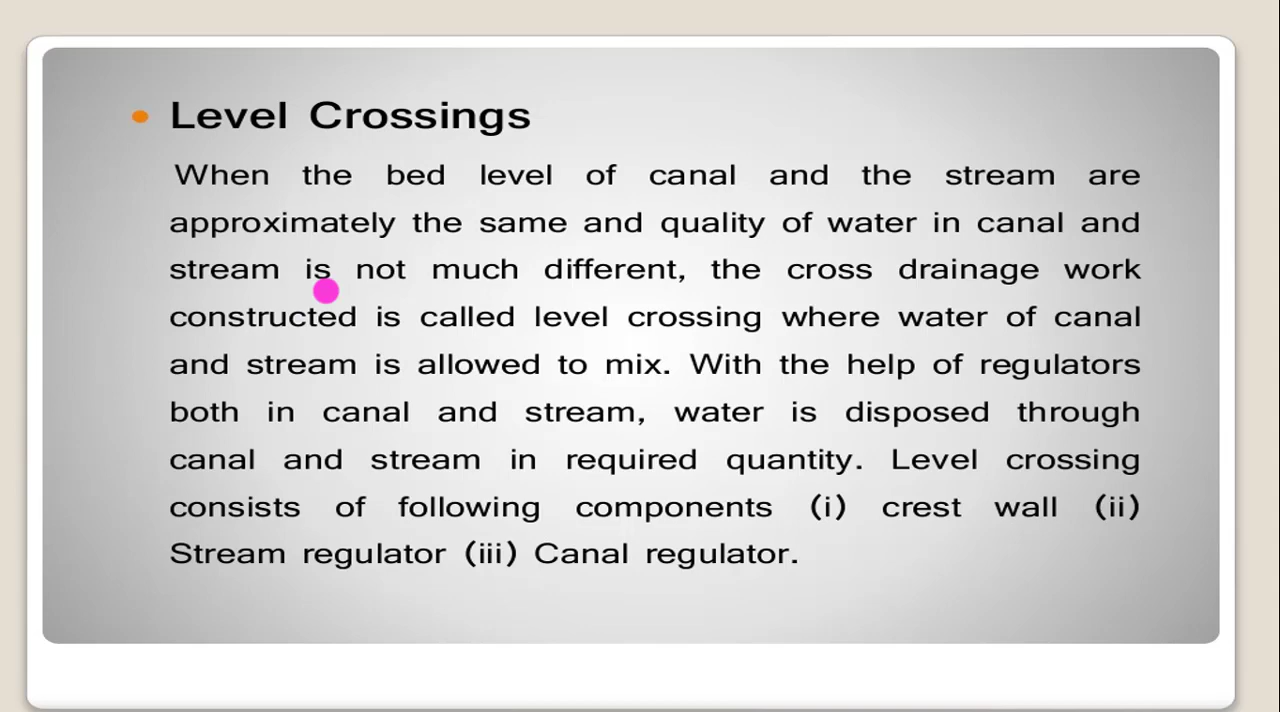 Level Crossings
When the bed level of canal and the stream are
approximately the same and quality of water in canal and
stream is not much different, the cross drainage work
constructed is called level crossing where water of canal
and stream is allowed to mix. With the help of regulators
both in canal and stream, water is disposed through
canal and stream in required quantity. Level crossing
consists of following components (i) crest wall (ii)
Stream regulator (iii) Canal regulator.